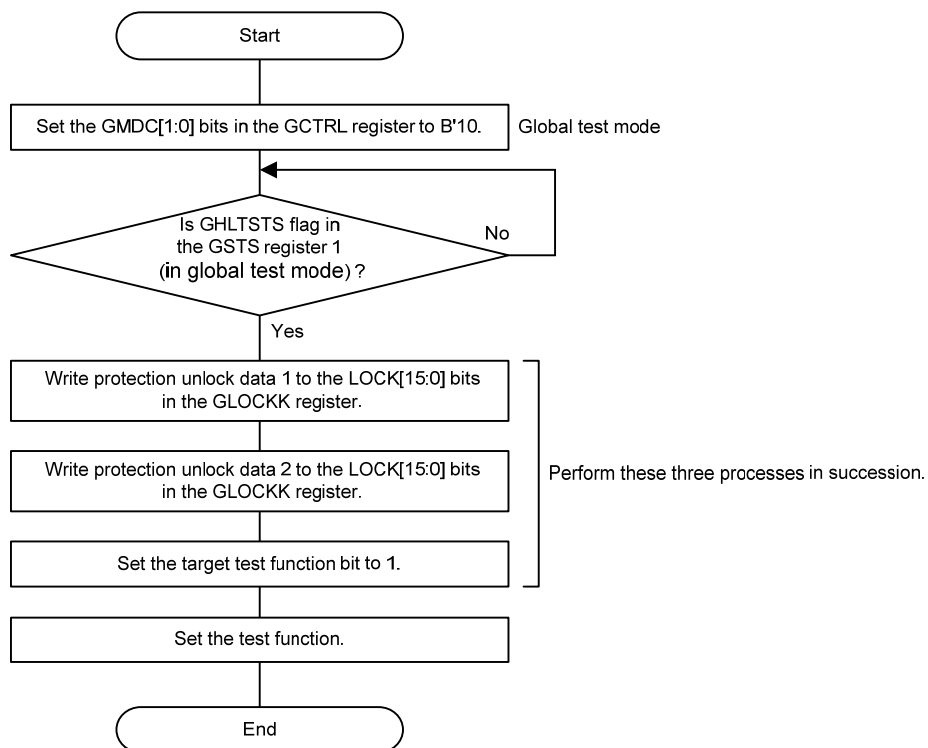 Start
Set the GMDC[1:0] bits in the GCTRL register to B'10.
Global test mode
Is GHLTSTS flag in
the GSTS register 1
(in global test mode) ?
No
Yes
Write protection unlock data 1 to the LOCK[15:0] bits
in the GLOCKK register.
Write protection unlock data 2 to the LOCK[15:0] bits
in the GLOCKK register.
Perform these three processes in succession.
Set the target test function bit to 1.
Set the test function.
End